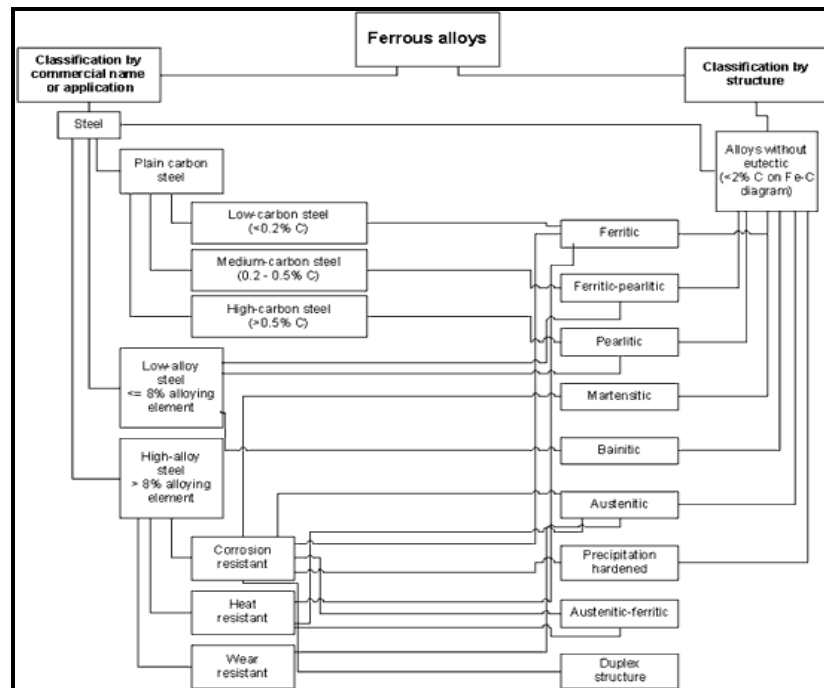 Ferrous alloys
Classification by
commercial name
or application
Classification by
structure
Steel
Alloys without
eutectic
(<2% C on Fe-C
diagram)
Plain carbon
steel
Low-carbon steel
(<0.2% C)
Medium-carbon steel
(0.2 - 0.5% C)
High-carbon steel
(>0.5% C)
Low-alloy
steel
<= 8% alloying
element
High-alloy
steel
> 8% alloying
element
Corrosion
resistant
Heat
resistant
Wear
resistant
Ferritic
Ferritic-pearlitic
Pearlitic
Martensitic
Bainitic
Austenitic
Precipitation
hardened
Austenitic-ferritic
Duplex
structure